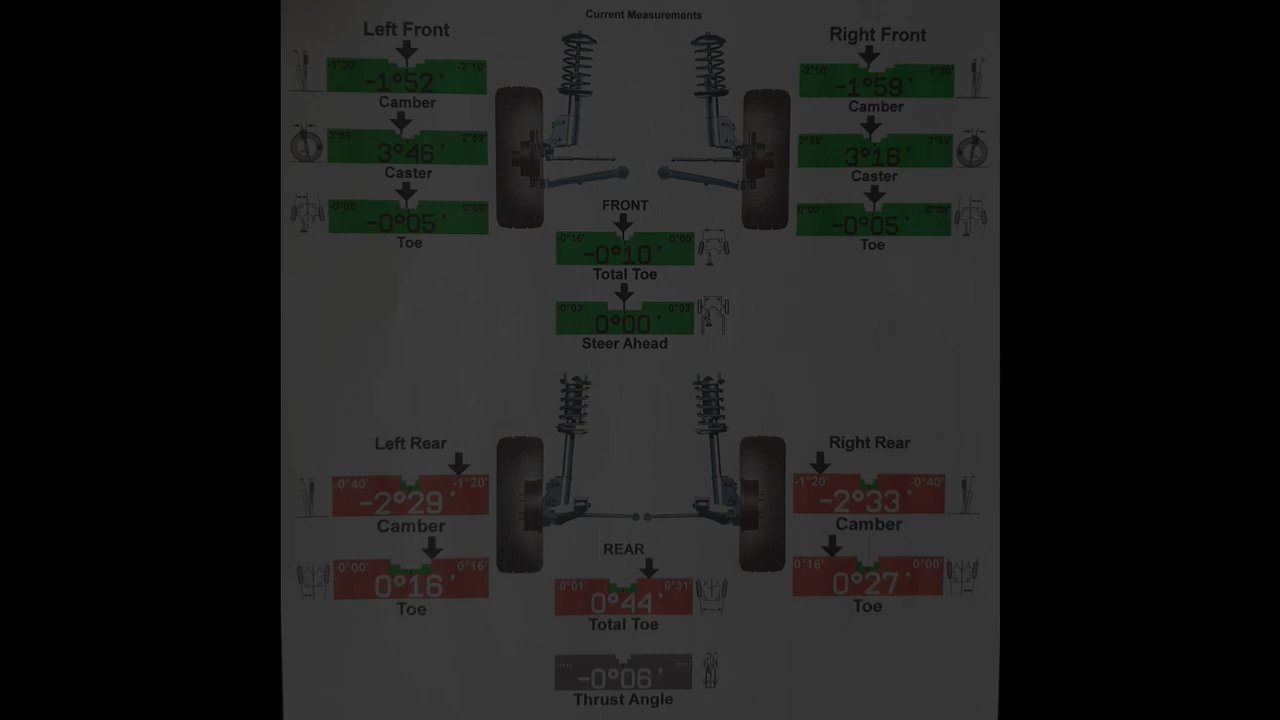 Current Measurements
Left Front
-1°30' -2°10'
-1°52'
Camber
3°59' 2°59'
3°46'
Caster
-0°08' 0°00'
-0°05'
Toe
Right Front
-2°10' -1°30'
-1°59'
Camber
2°59' 3°59'
3°16'
Caster
0°00' -0°08'
-0°05'
Toe
FRONT
-0°16' 0°00'
-0°10'
Total Toe
-0°03' 0°03'
0°00'
Steer Ahead
Left Rear
-0°40' -1°20'
-2°29'
Camber
0°00' 0°16'
0°16'
Toe
Right Rear
-1°20' -0°40'
-2°33'
Camber
0°16' 0°00'
0°27'
Toe
REAR
-0°01' 0°31'
0°44'
Total Toe
-0°06'
Thrust Angle